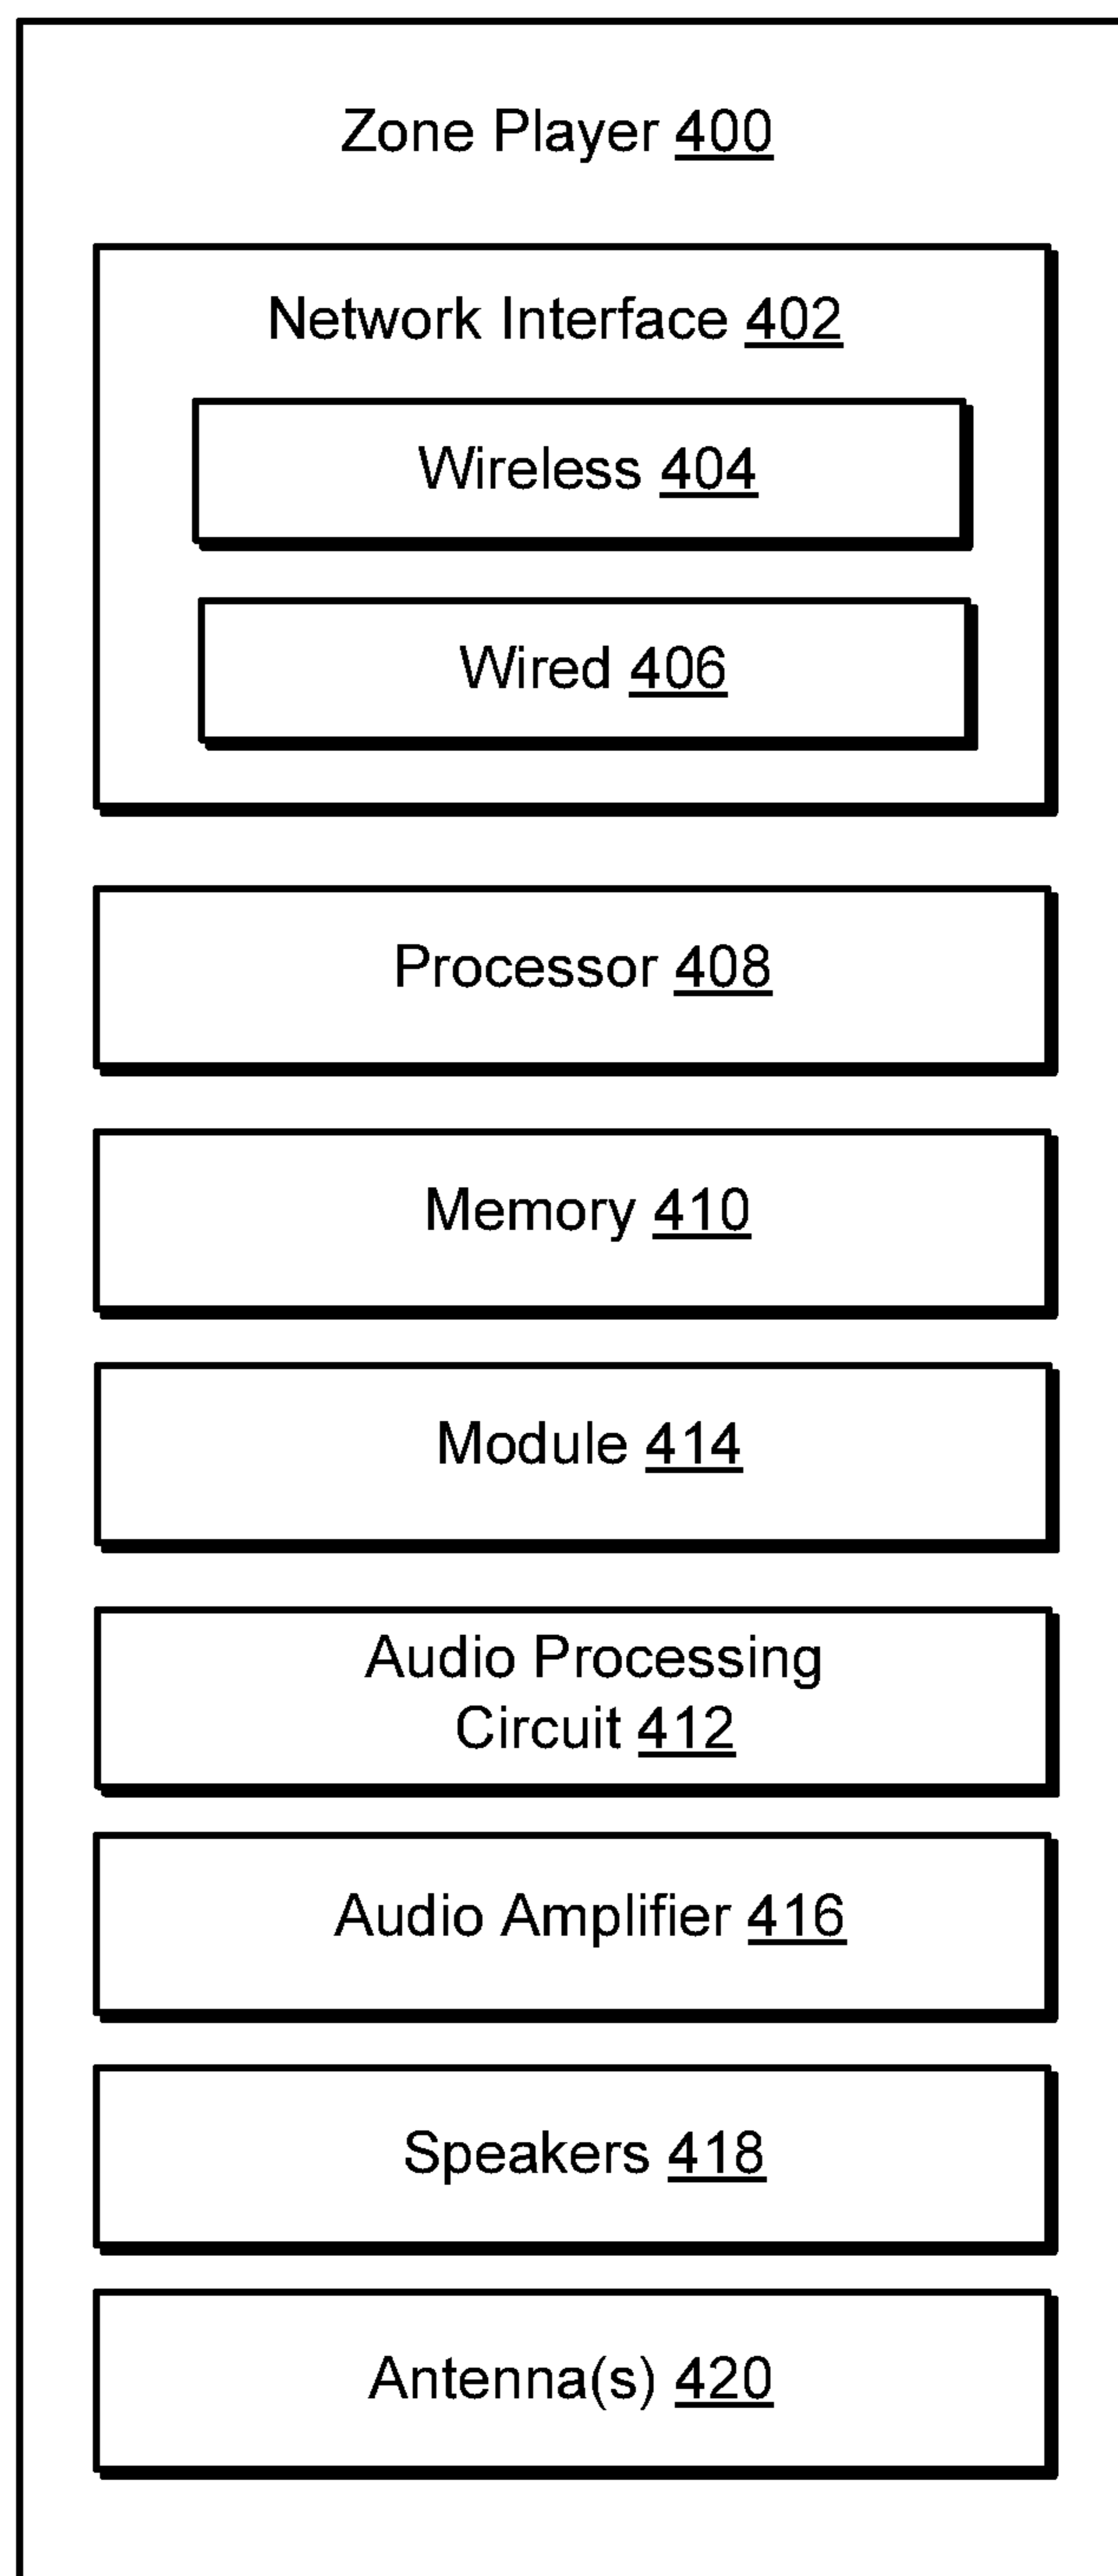 Zone Player 400
Network Interface 402
Wireless 404
Wired 406
Processor 408
Memory 410
Module 414
Audio Processing
Circuit 412
Audio Amplifier 416
Speakers 418
Antenna(s) 420